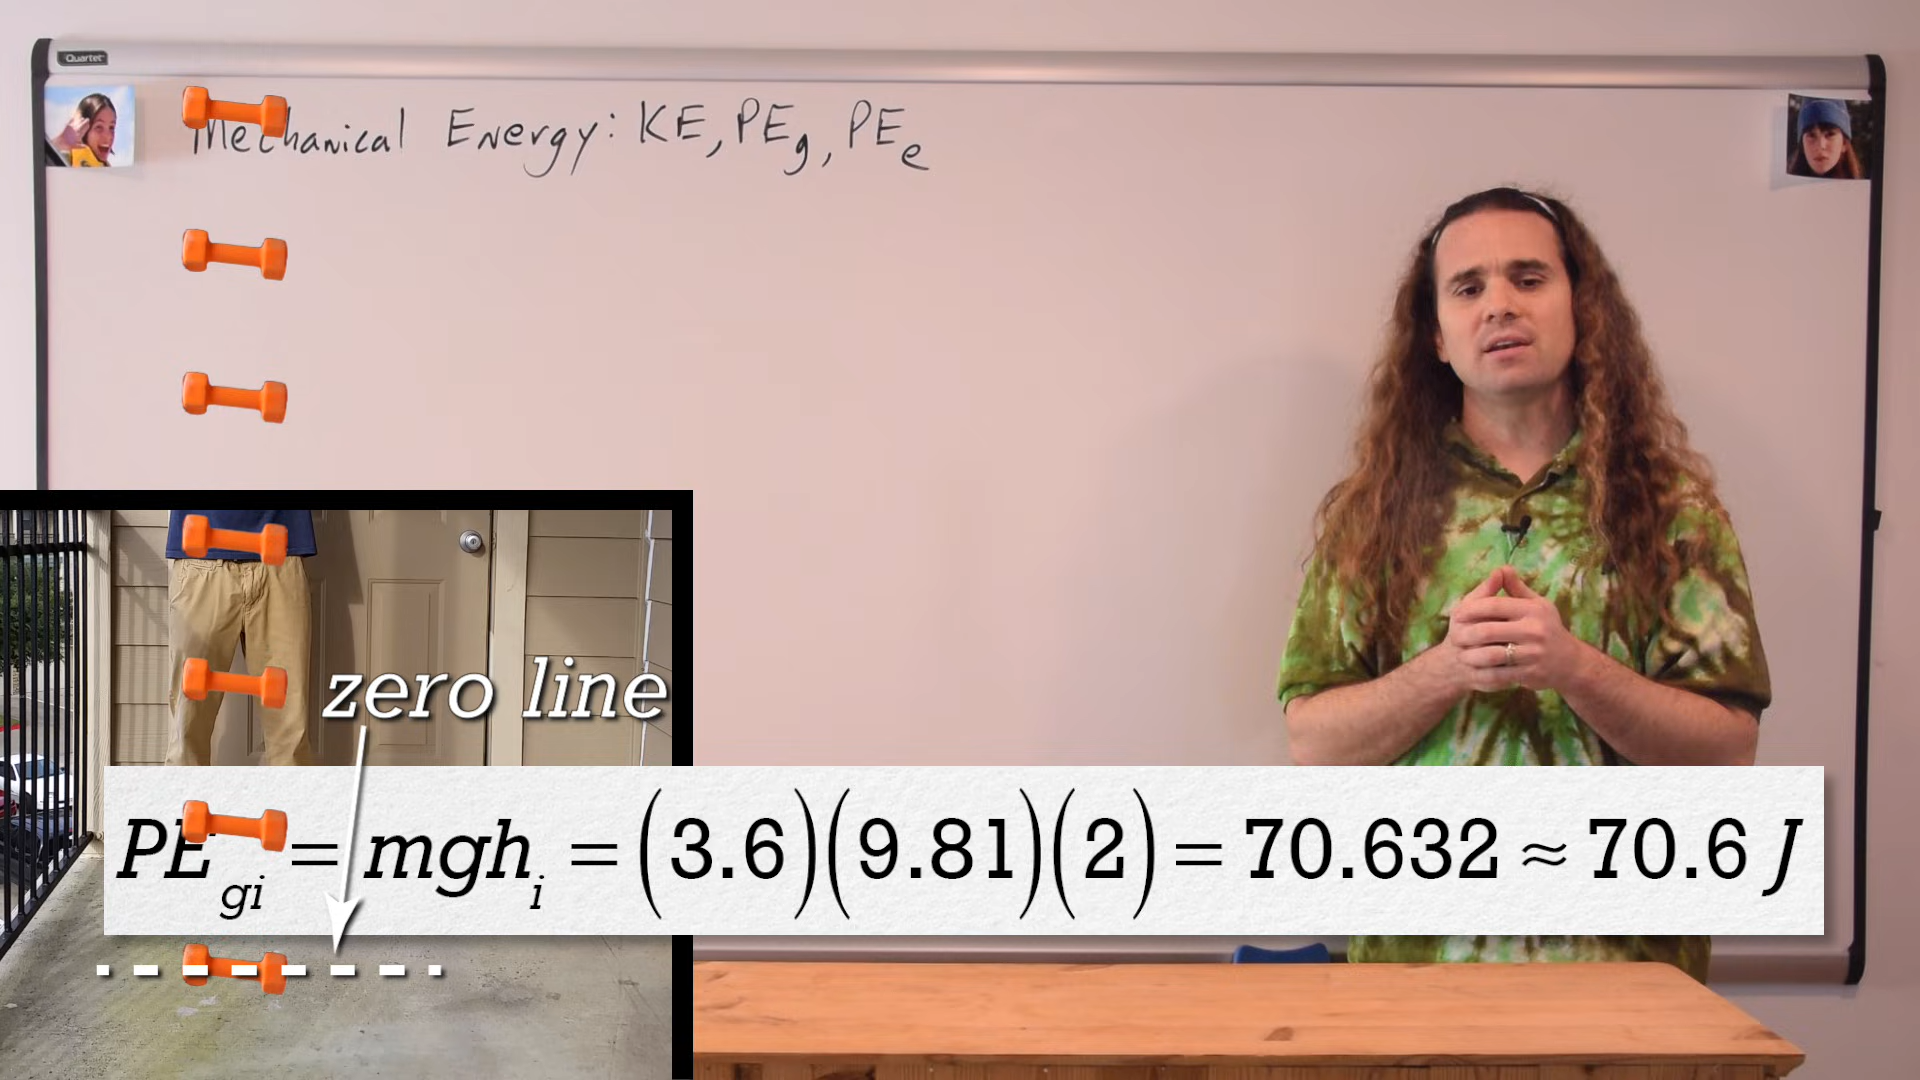 Quartet
Mechanical Energy: KE, PEg, PEe
zero line
PEgi = mghi = (3.6)(9.81)(2) = 70.632 ≈ 70.6 J